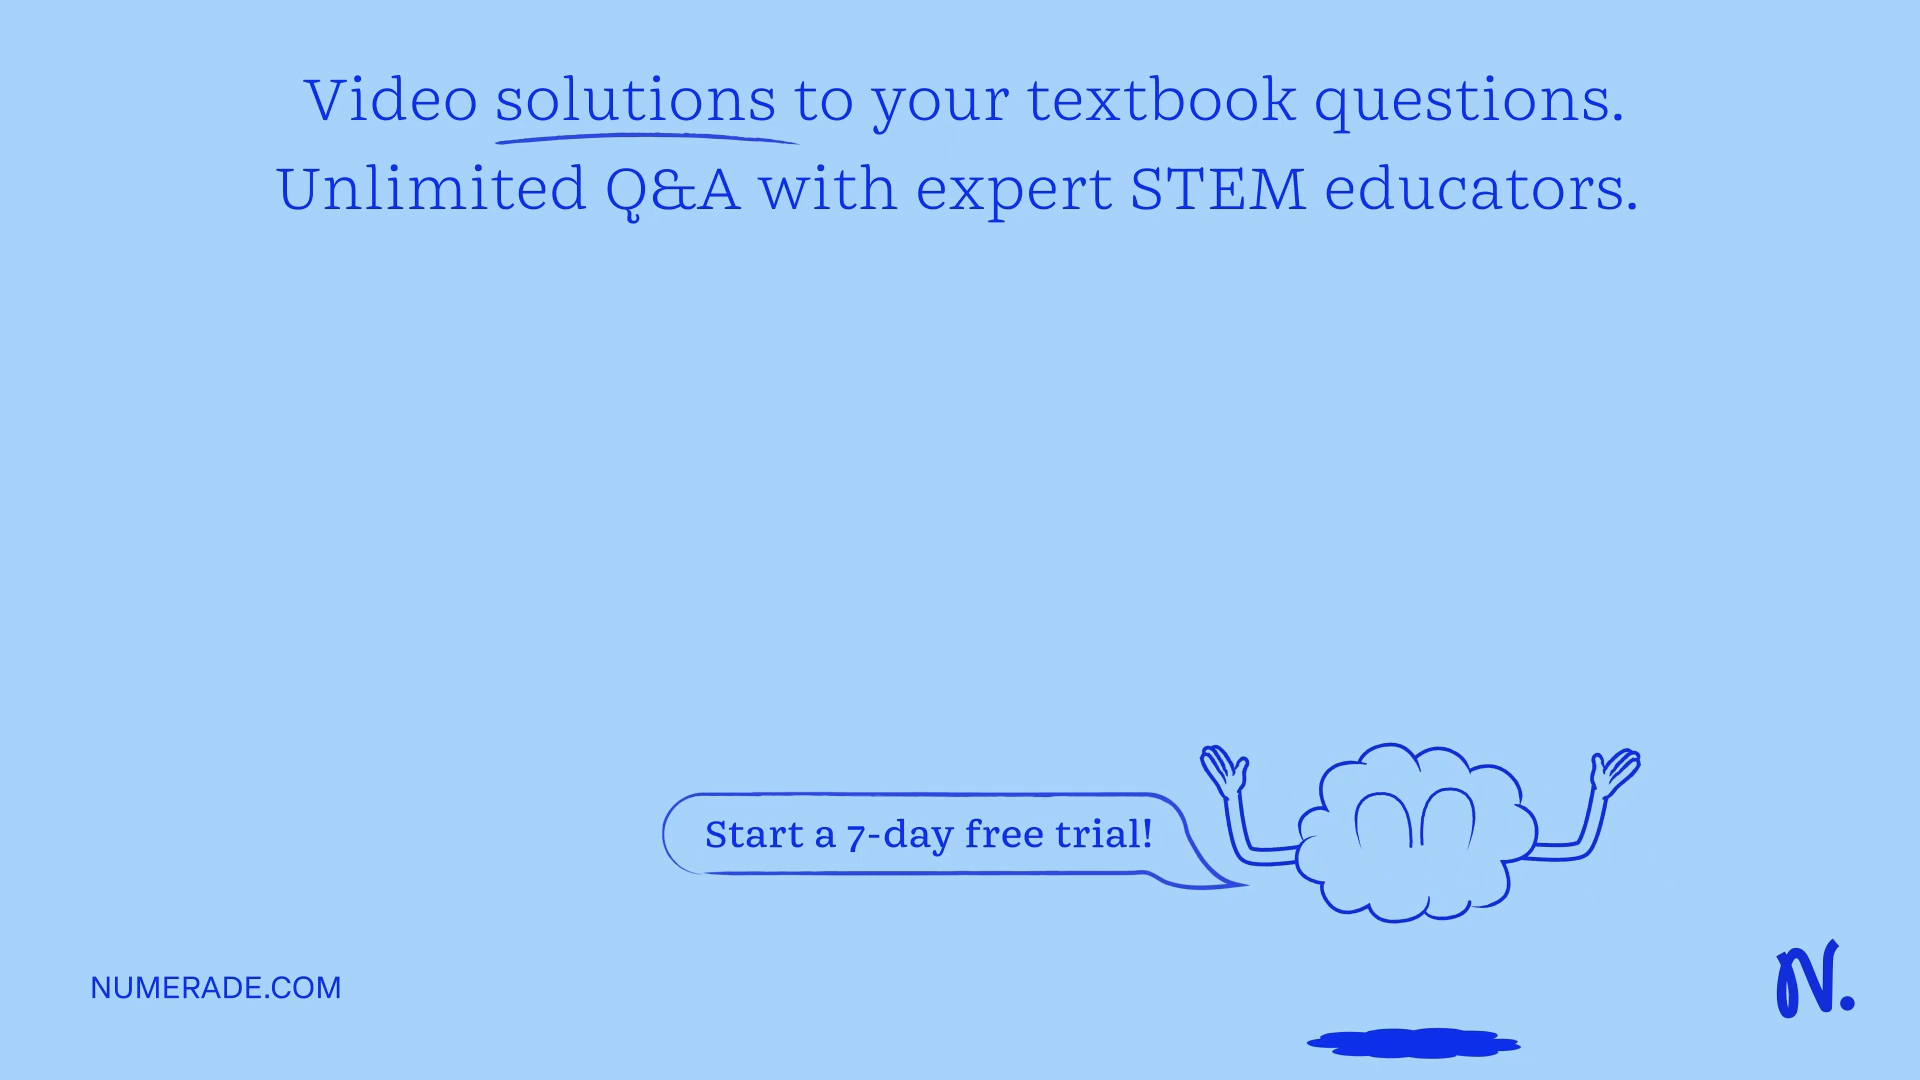 Video solutions to your textbook questions.
Unlimited Q&A with expert STEM educators.
Start a 7-day free trial!
NUMERADE.COM
N.